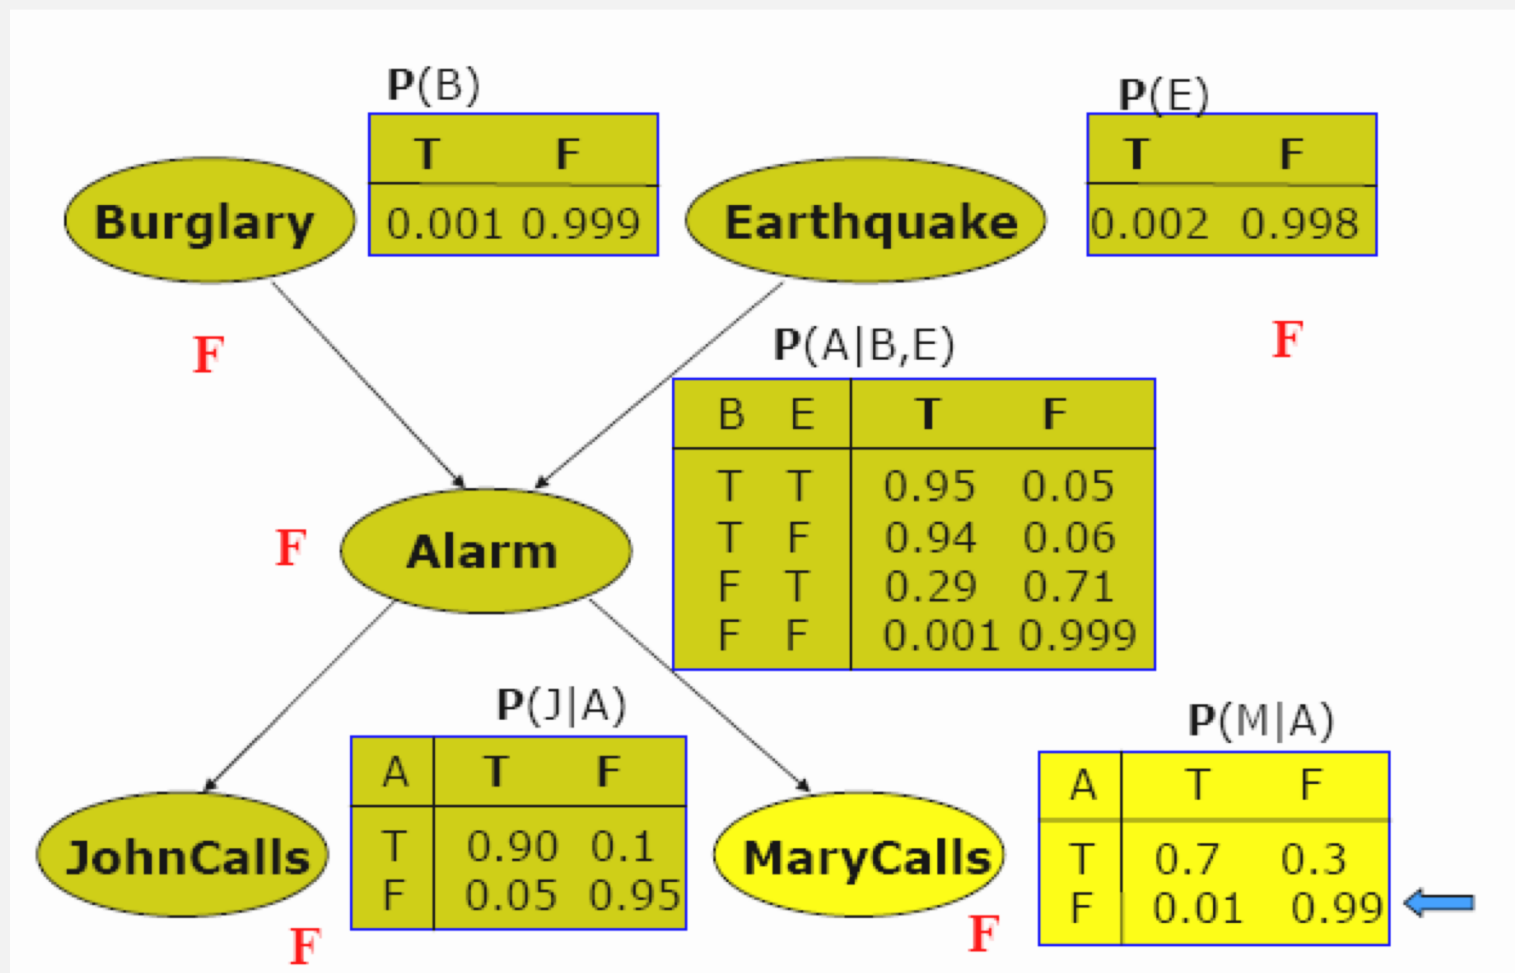 P(B)
T F
0.001 0.999
Burglary
P(E)
T F
0.002 0.998
Earthquake
F
F
P(A|B,E)
B E T F
T T 0.95 0.05
T F 0.94 0.06
F T 0.29 0.71
F F 0.001 0.999
F
Alarm
P(J|A)
A T F
T 0.90 0.1
F 0.05 0.95
JohnCalls
F
P(M|A)
A T F
T 0.7 0.3
F 0.01 0.99
MaryCalls
F